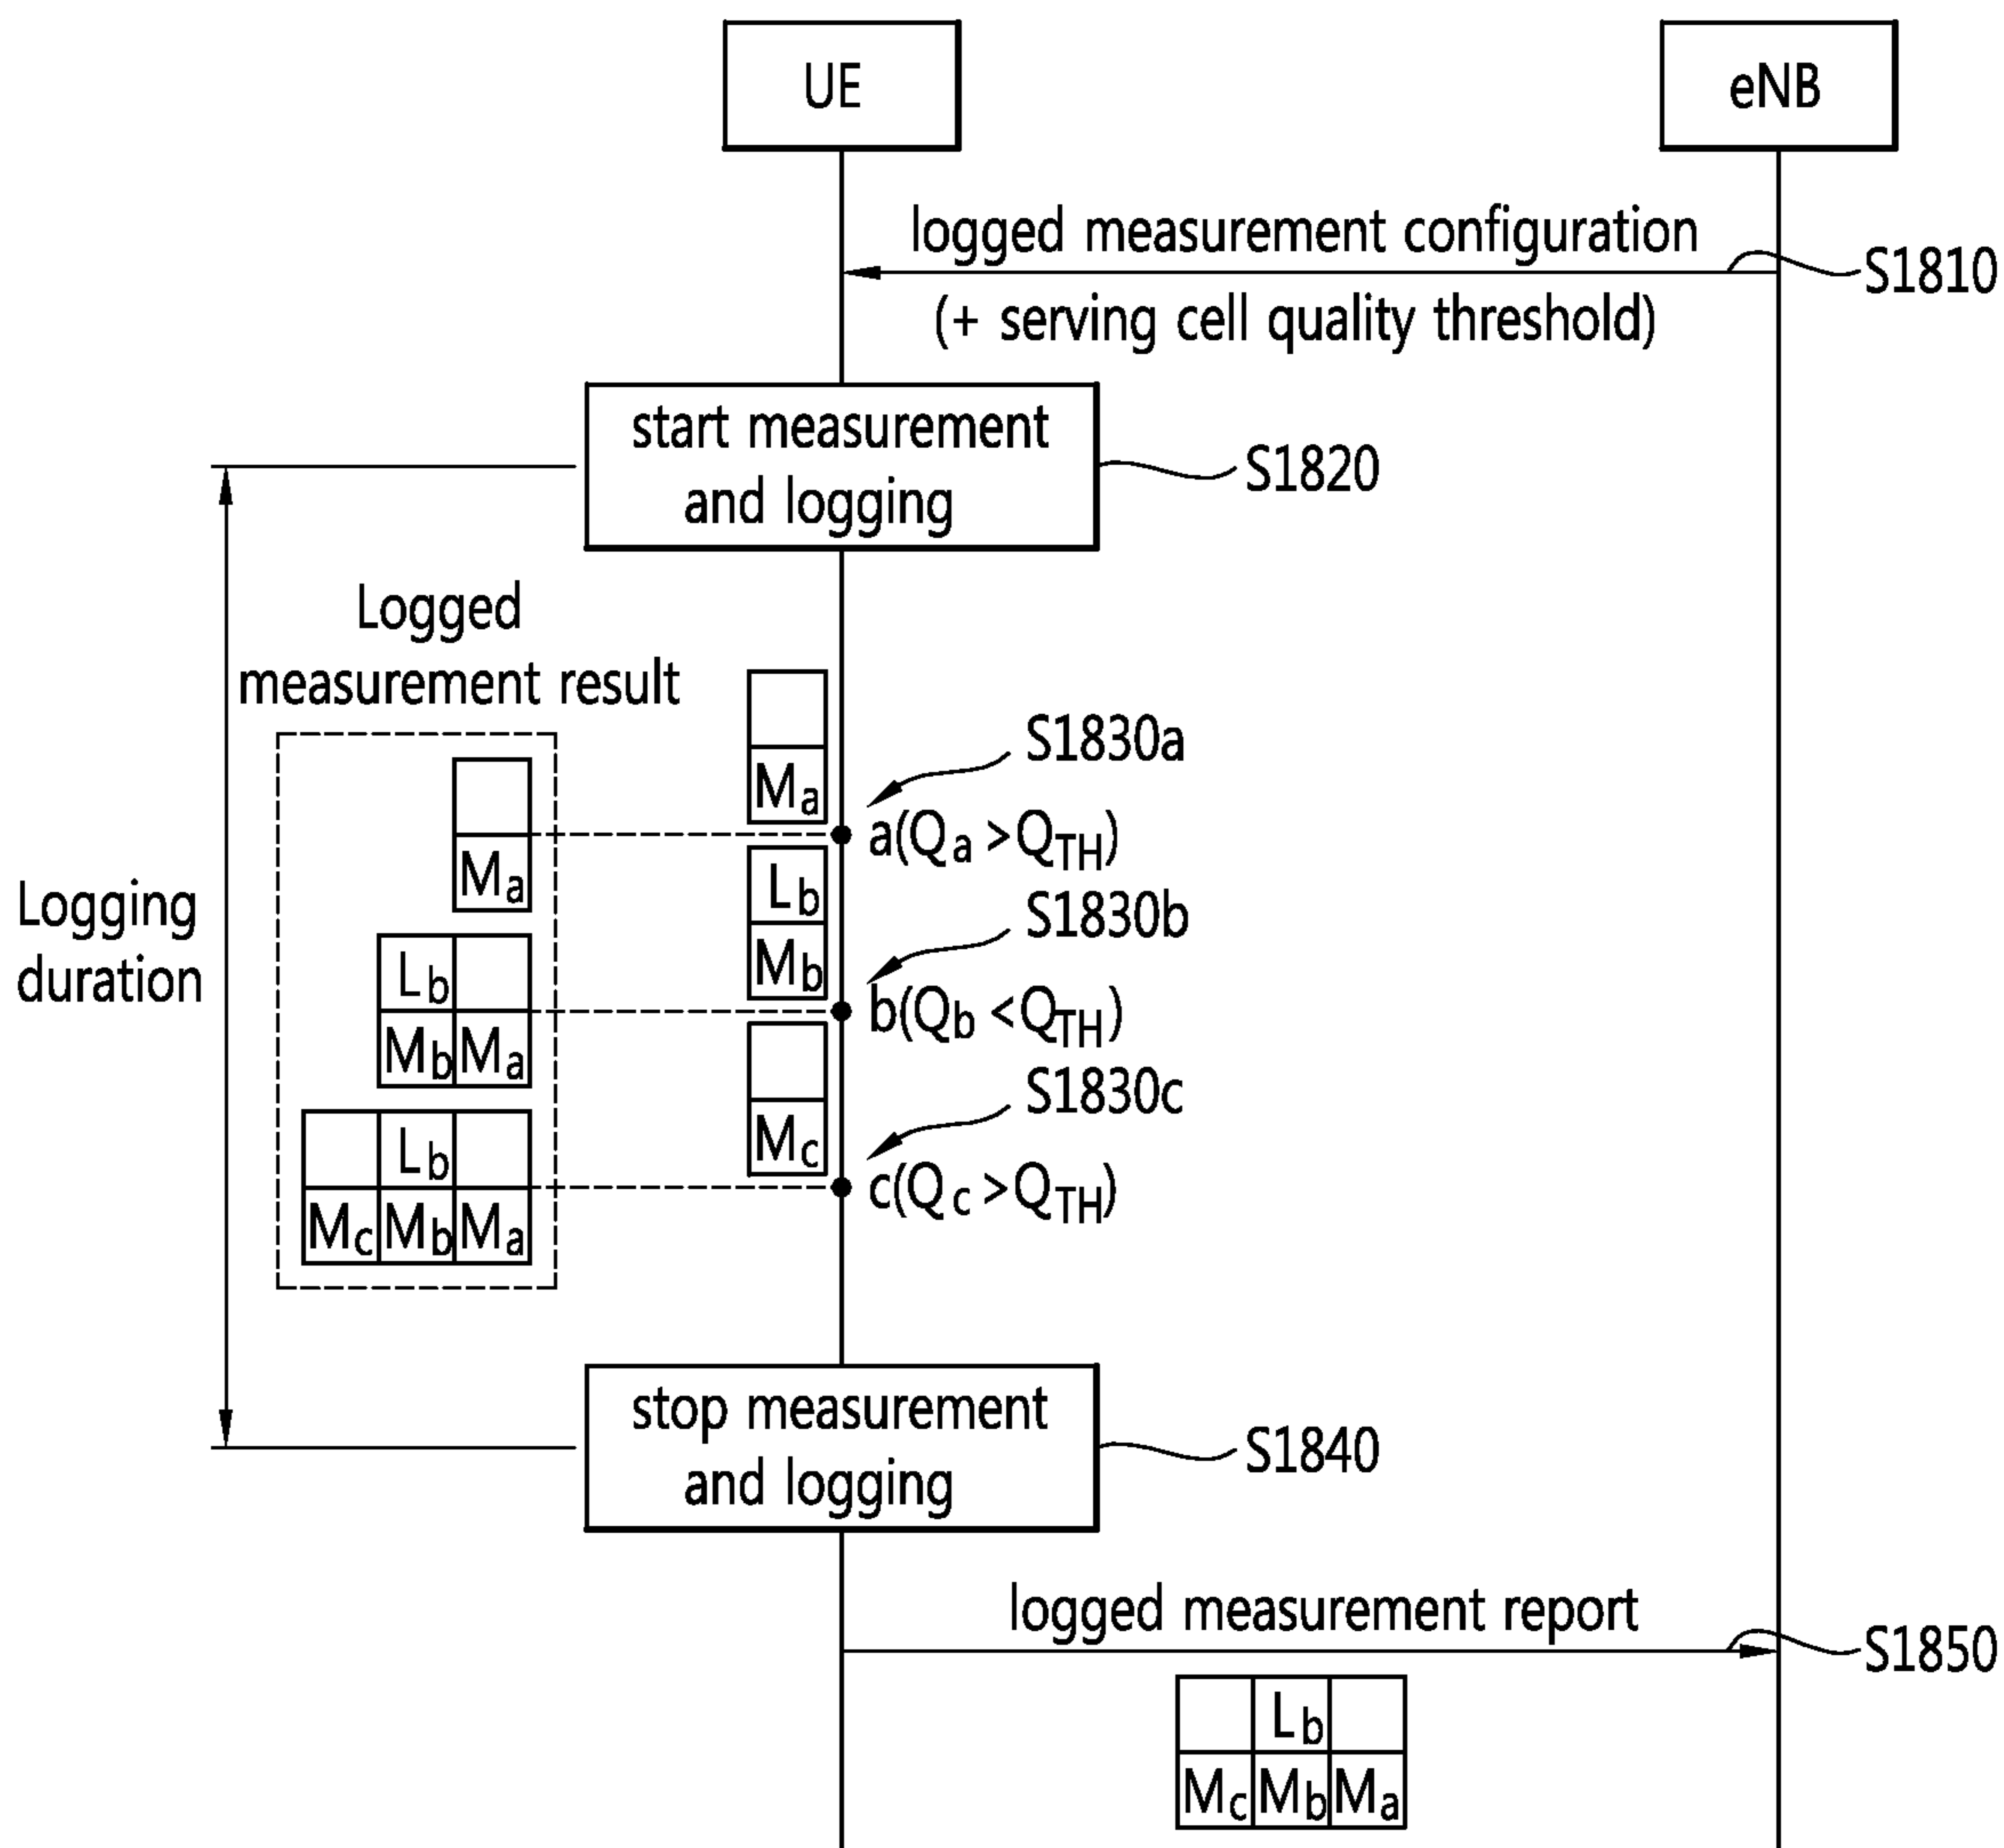 UE
eNB
logged measurement configuration
S1810
(+ serving cell quality threshold)
start measurement
and logging
S1820
Logged
measurement result
Logging
duration
Ma
S1830a
a(Qa >QTH)
Ma
Lb
Mb
S1830b
b(Qb <QTH)
Lb
Mb Ma
Mc
S1830c
c(Qc >QTH)
Lb
Mc Mb Ma
stop measurement
and logging
S1840
logged measurement report
S1850
Lb
Mc Mb Ma